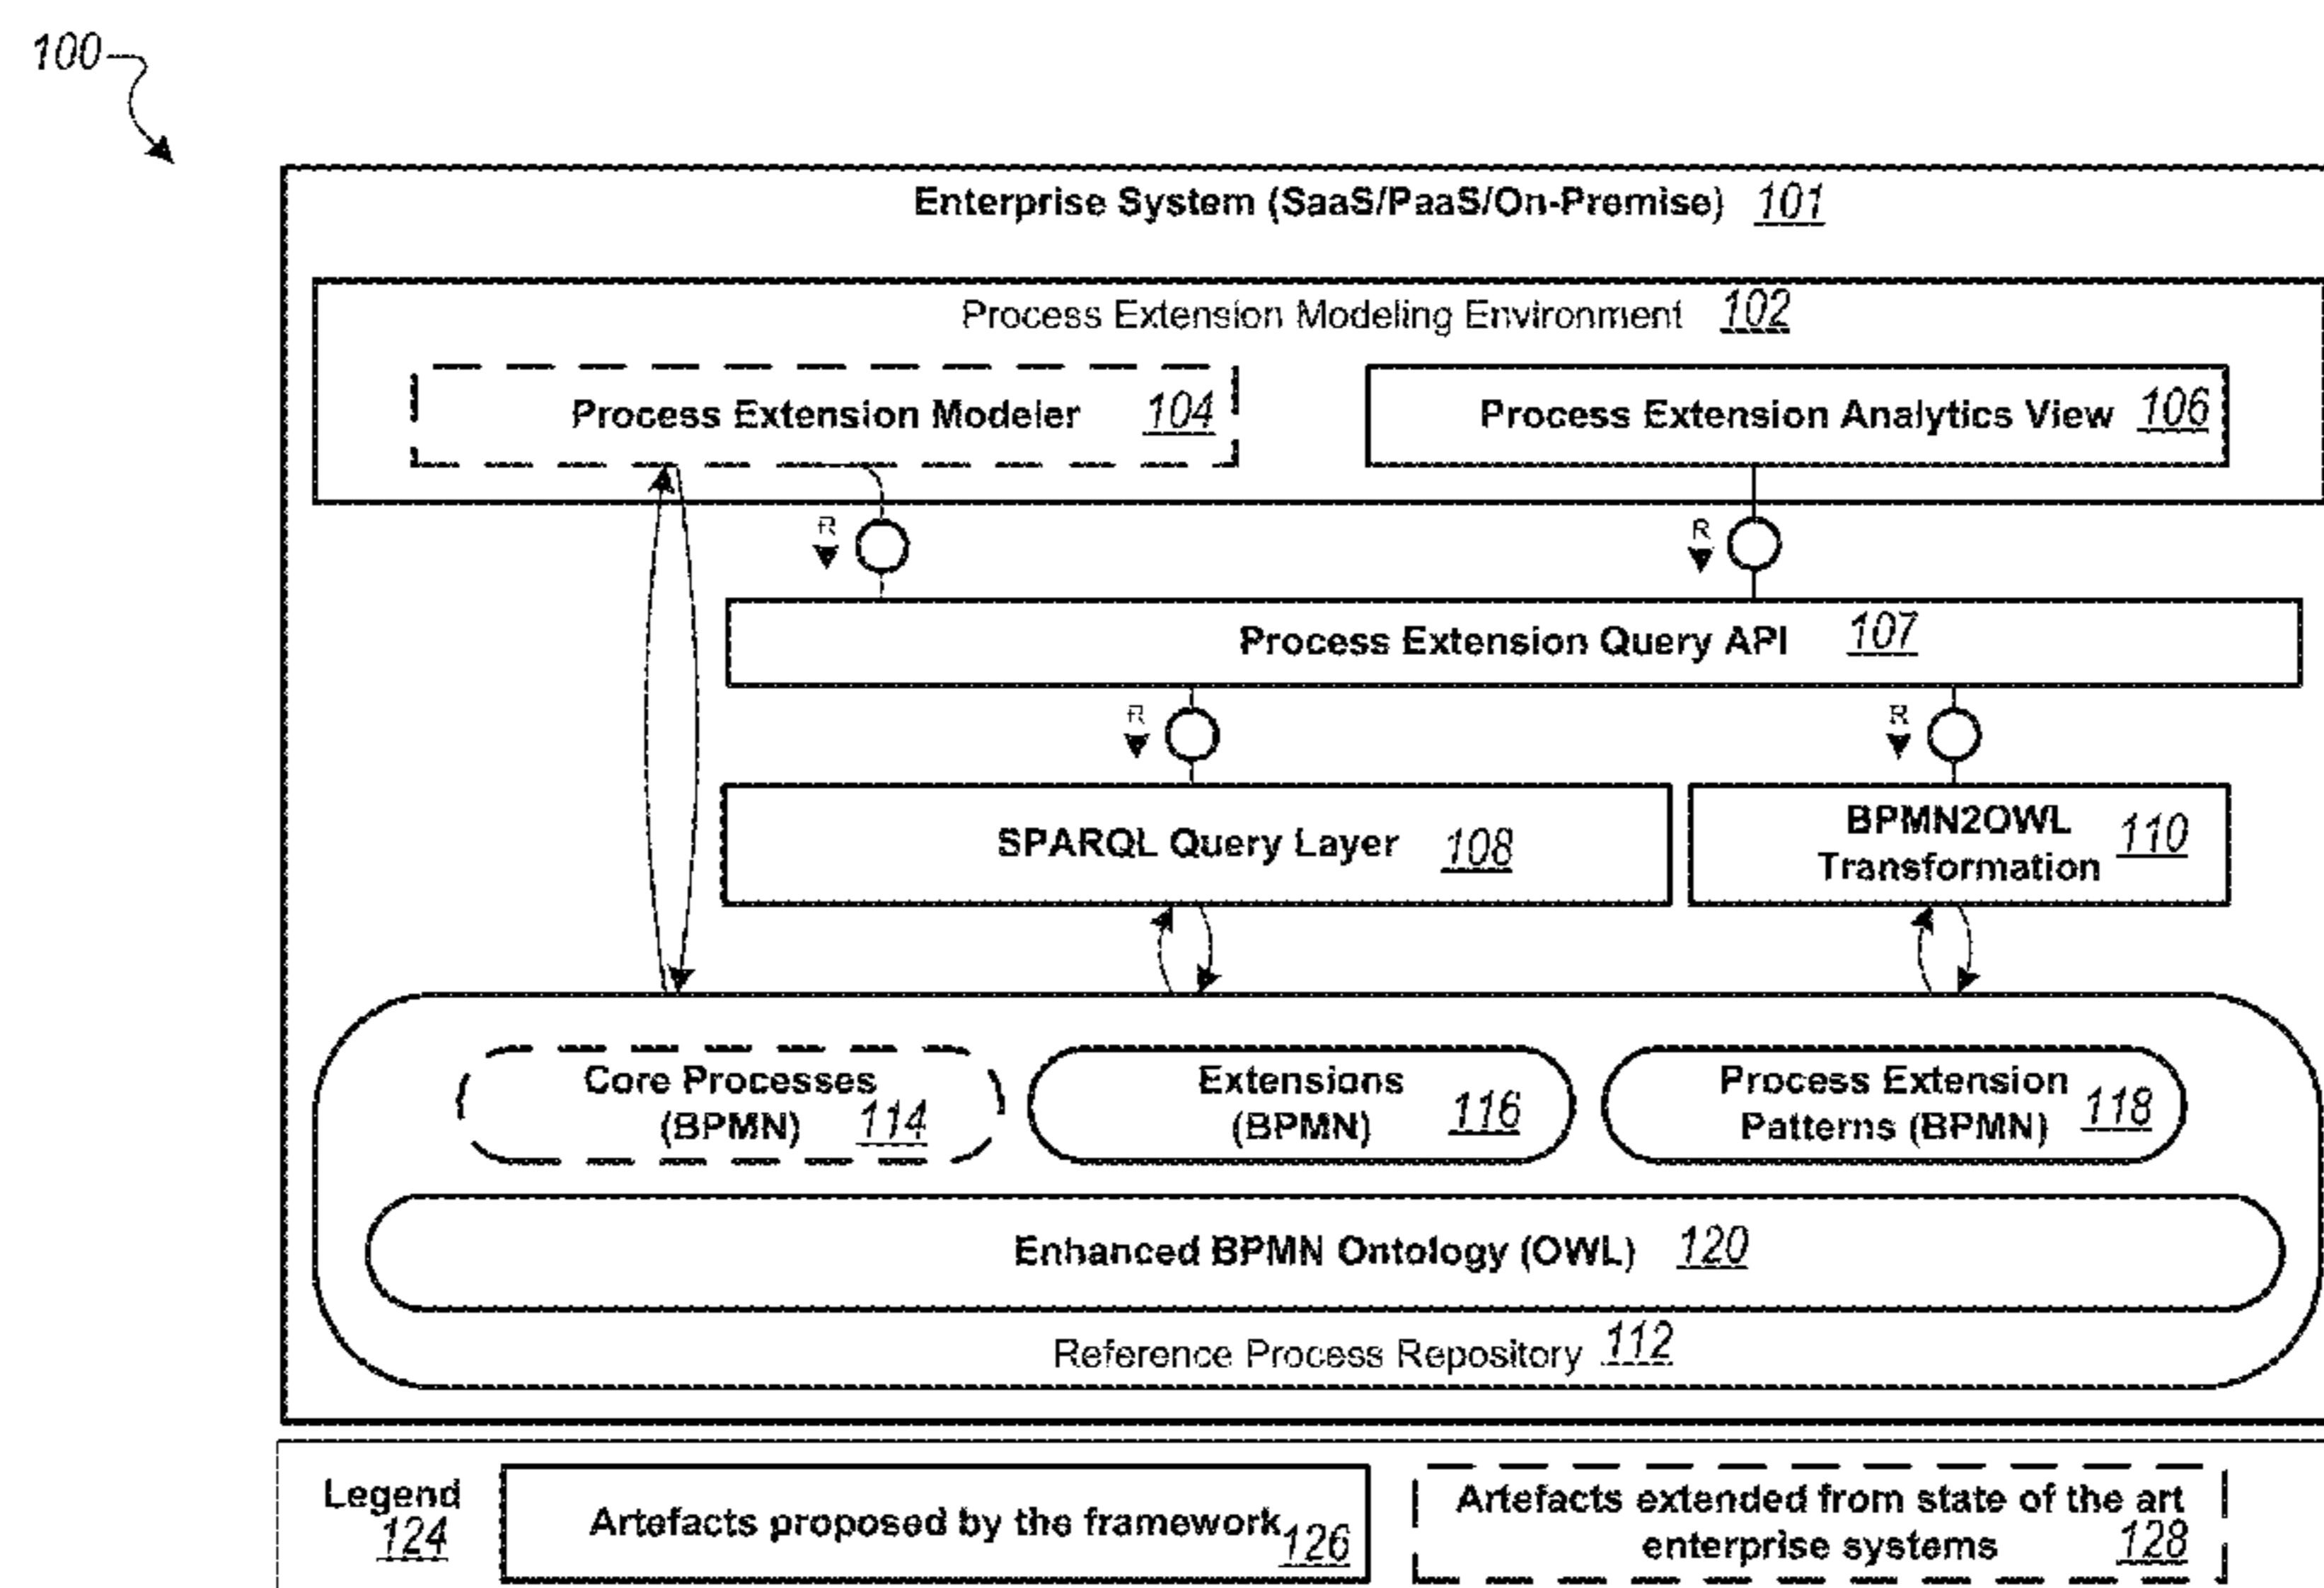 100
Enterprise System (SaaS/PaaS/On-Premise) 101
Process Extension Modeling Environment 102
Process Extension Modeler 104
Process Extension Analytics View 106
R
R
Process Extension Query API 107
R
R
SPARQL Query Layer 108
BPMN2OWL
Transformation 110
Core Processes
(BPMN) 114
Extensions
(BPMN) 116
Process Extension
Patterns (BPMN) 118
Enhanced BPMN Ontology (OWL) 120
Reference Process Repository 112
Legend
124
Artefacts proposed by the framework 126
Artefacts extended from state of the art
enterprise systems 128